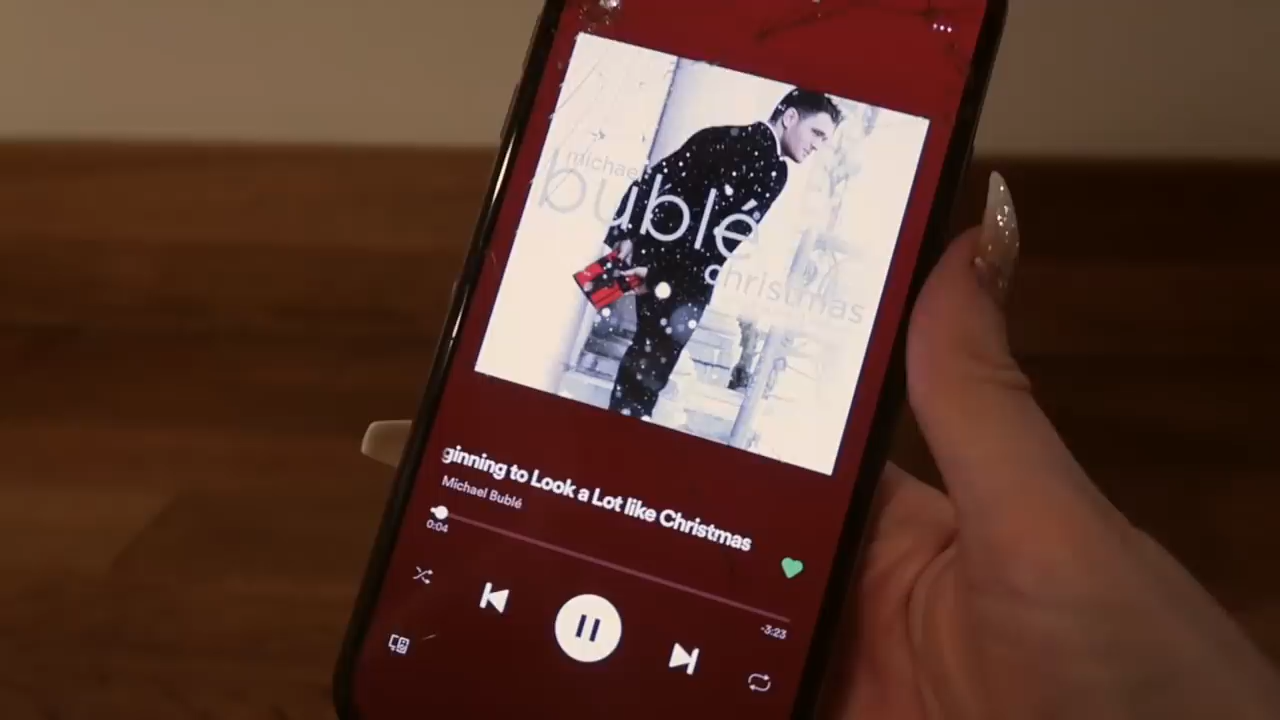 michael
bublé
christmas
ginning to Look a Lot like Christmas
Michael Bublé
0:04
-3:23